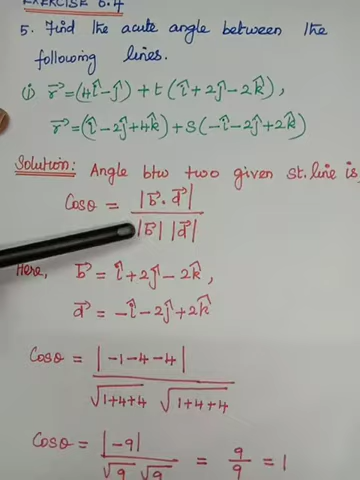 EXERCISE 6.4
5. Find the acute angle between the
following lines.
(i) r⃗=(4î-ĵ)+t(î+2ĵ-2k̂),
r⃗=(î-2ĵ+4k̂)+s(-î-2ĵ+2k̂)
Solution: Angle btw two given st.line is
Cosθ = |b⃗ . d⃗| / |b⃗| |d⃗|
Here, b⃗ = î+2ĵ-2k̂
d⃗ = -î-2ĵ+2k̂
Cosθ = |-1-4-4| / √1+4+4 √1+4+4
Cosθ = |-9| / √9 √9 = 9/9 = 1